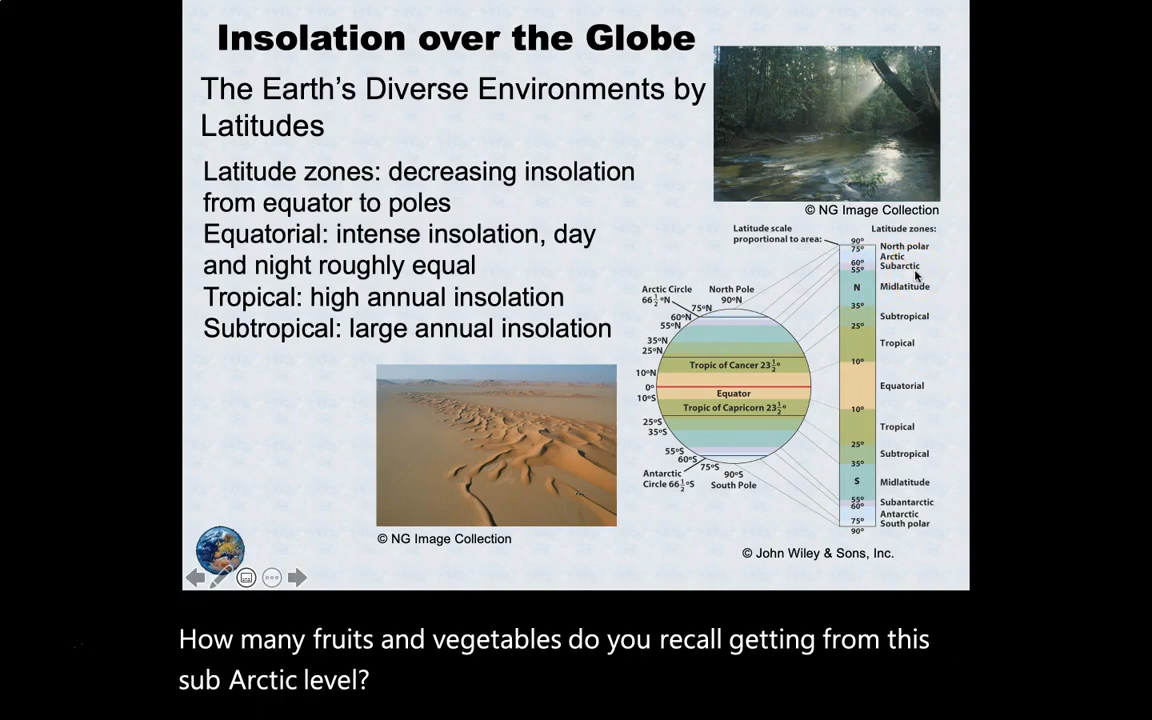 Insolation over the Globe
The Earth's Diverse Environments by
Latitudes
Latitude zones: decreasing insolation
from equator to poles
Equatorial: intense insolation, day
and night roughly equal
Tropical: high annual insolation
Subtropical: large annual insolation
© NG Image Collection
© NG Image Collection
Latitude scale
proportional to area:
Latitude zones:
90°
75°
60°
55°
N
35°
25°
10°
10°
25°
35°
S
55°
60°
75°
90°
North polar
Arctic
Subarctic
Midlatitude
Subtropical
Tropical
Equatorial
Tropical
Subtropical
Midlatitude
Subantarctic
Antarctic
South polar
Arctic Circle
66½°N
North Pole
90°N
75°N
60°N
55°N
35°N
25°N
10°N
0°
10°S
25°S
35°S
55°S
60°S
75°S
90°S
South Pole
Antarctic
Circle 66½°S
Tropic of Cancer 23½°
Equator
Tropic of Capricorn 23½°
© John Wiley & Sons, Inc.
How many fruits and vegetables do you recall getting from this
sub Arctic level?